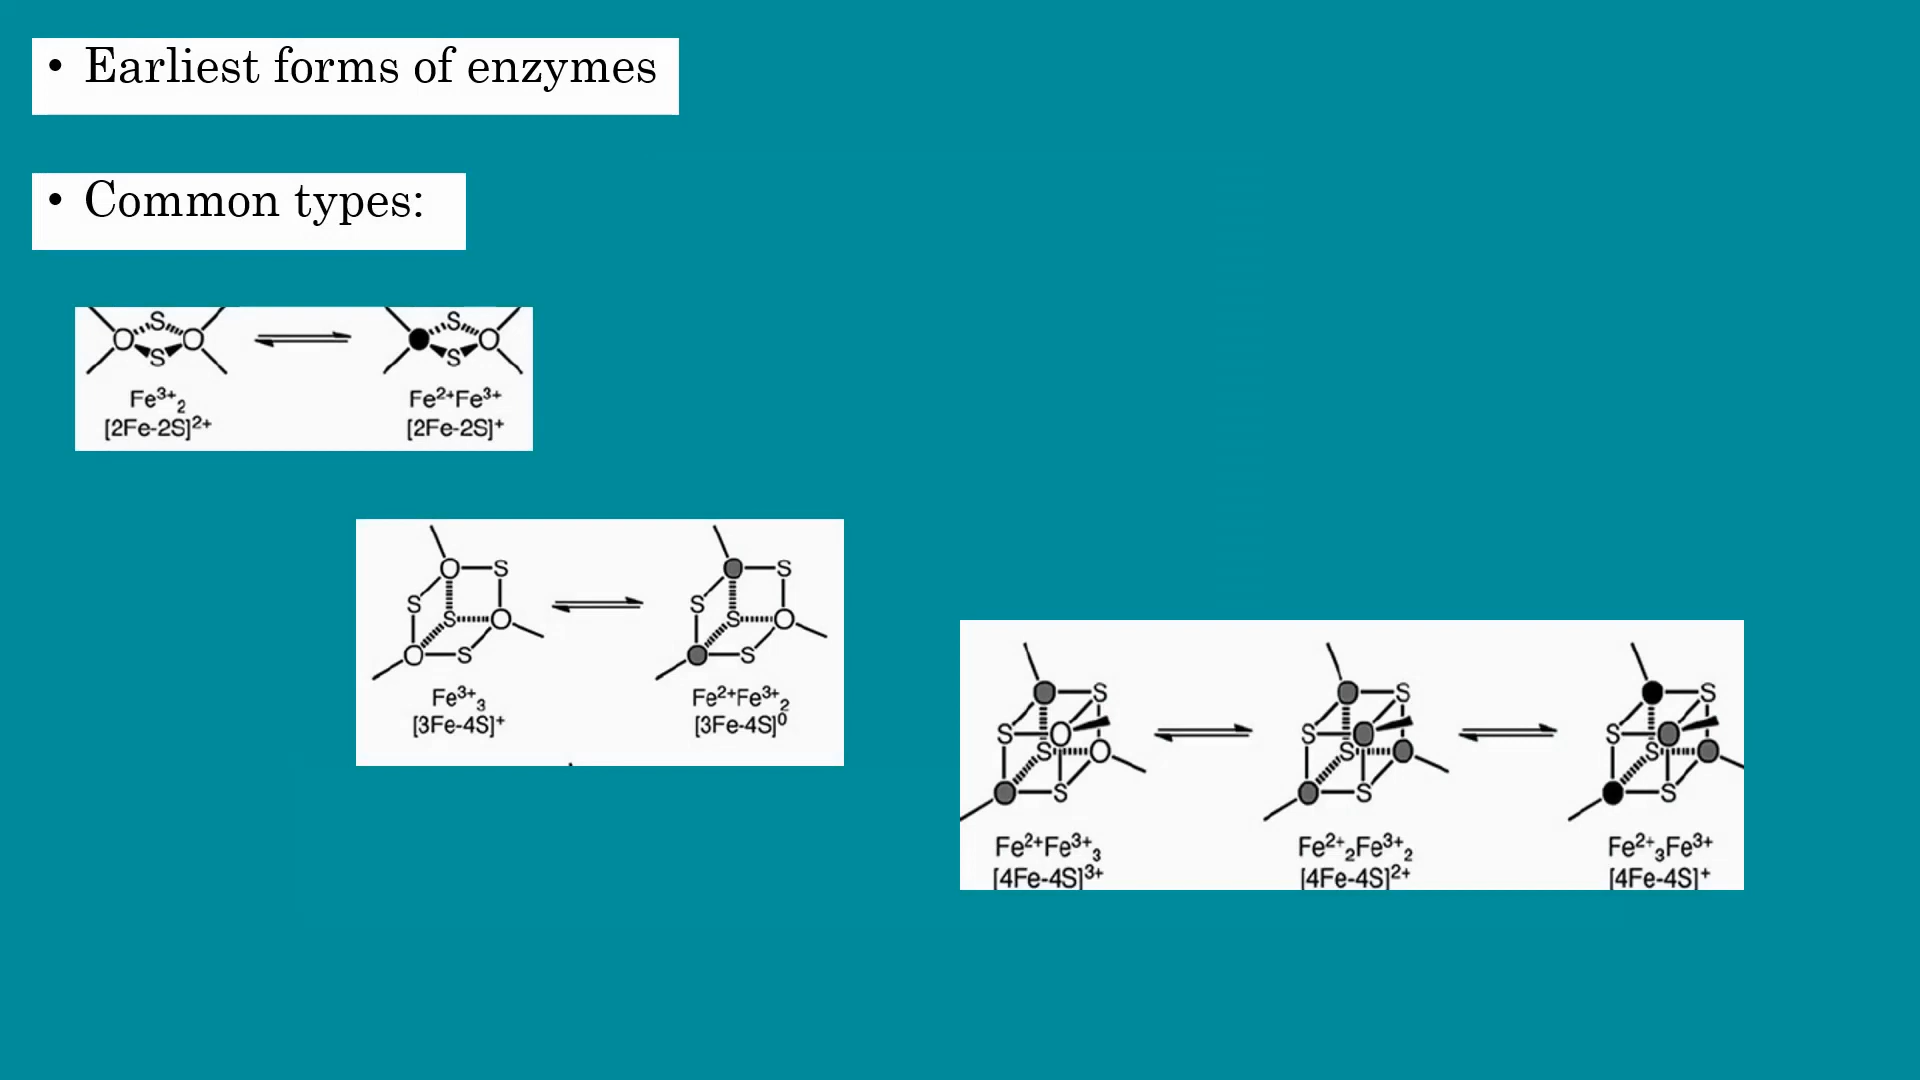 • Earliest forms of enzymes
• Common types:
S S
S S
Fe³⁺₂ Fe²⁺Fe³⁺
[2Fe-2S]²⁺ [2Fe-2S]⁺
S S
S S
S S
S S
Fe³⁺₃ Fe²⁺Fe³⁺₂
[3Fe-4S]⁺ [3Fe-4S]⁰
S S S
S S S
S S S
S S S
Fe²⁺Fe³⁺₃ Fe²⁺₂Fe³⁺₂ Fe²⁺₃Fe³⁺
[4Fe-4S]³⁺ [4Fe-4S]²⁺ [4Fe-4S]⁺